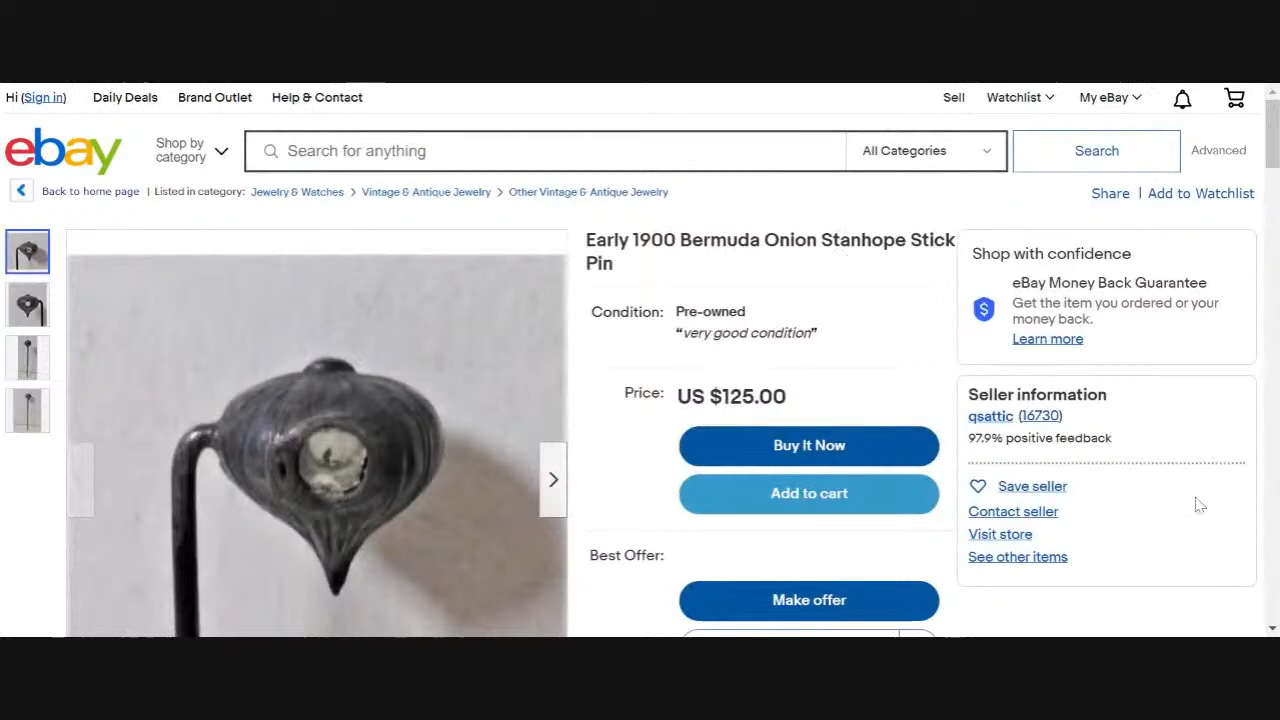 Hi (Sign in) Daily Deals Brand Outlet Help & Contact Sell Watchlist My eBay
ebay Shop by category Search for anything All Categories Search Advanced
Back to home page | Listed in category: Jewelry & Watches > Vintage & Antique Jewelry > Other Vintage & Antique Jewelry
Share | Add to Watchlist
Early 1900 Bermuda Onion Stanhope Stick
Pin
Condition: Pre-owned
“very good condition”
Price: US $125.00
Buy It Now
Add to cart
Best Offer:
Make offer
Shop with confidence
eBay Money Back Guarantee
Get the item you ordered or your
money back.
Learn more
Seller information
qsattic (16730)
97.9% positive feedback
Save seller
Contact seller
Visit store
See other items